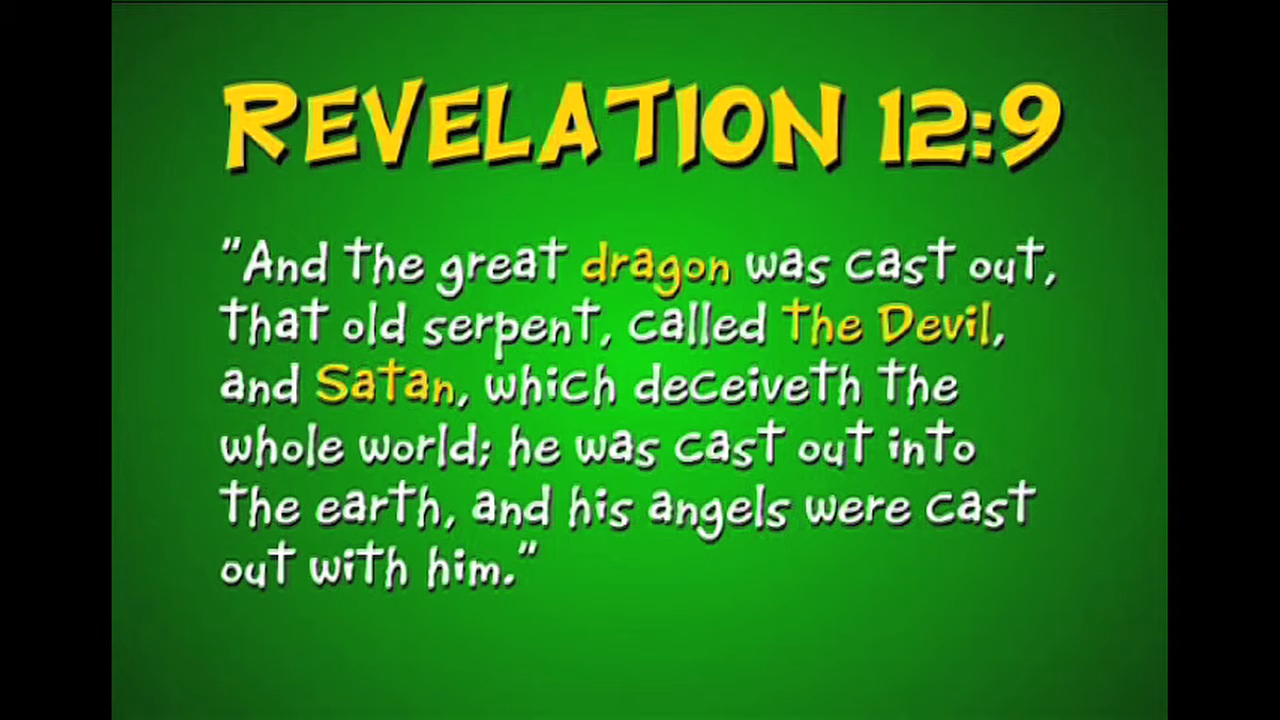 REVELATION 12:9
"And the great dragon was cast out,
that old serpent, called the Devil,
and Satan, which deceiveth the
whole world; he was cast out into
the earth, and his angels were cast
out with him."